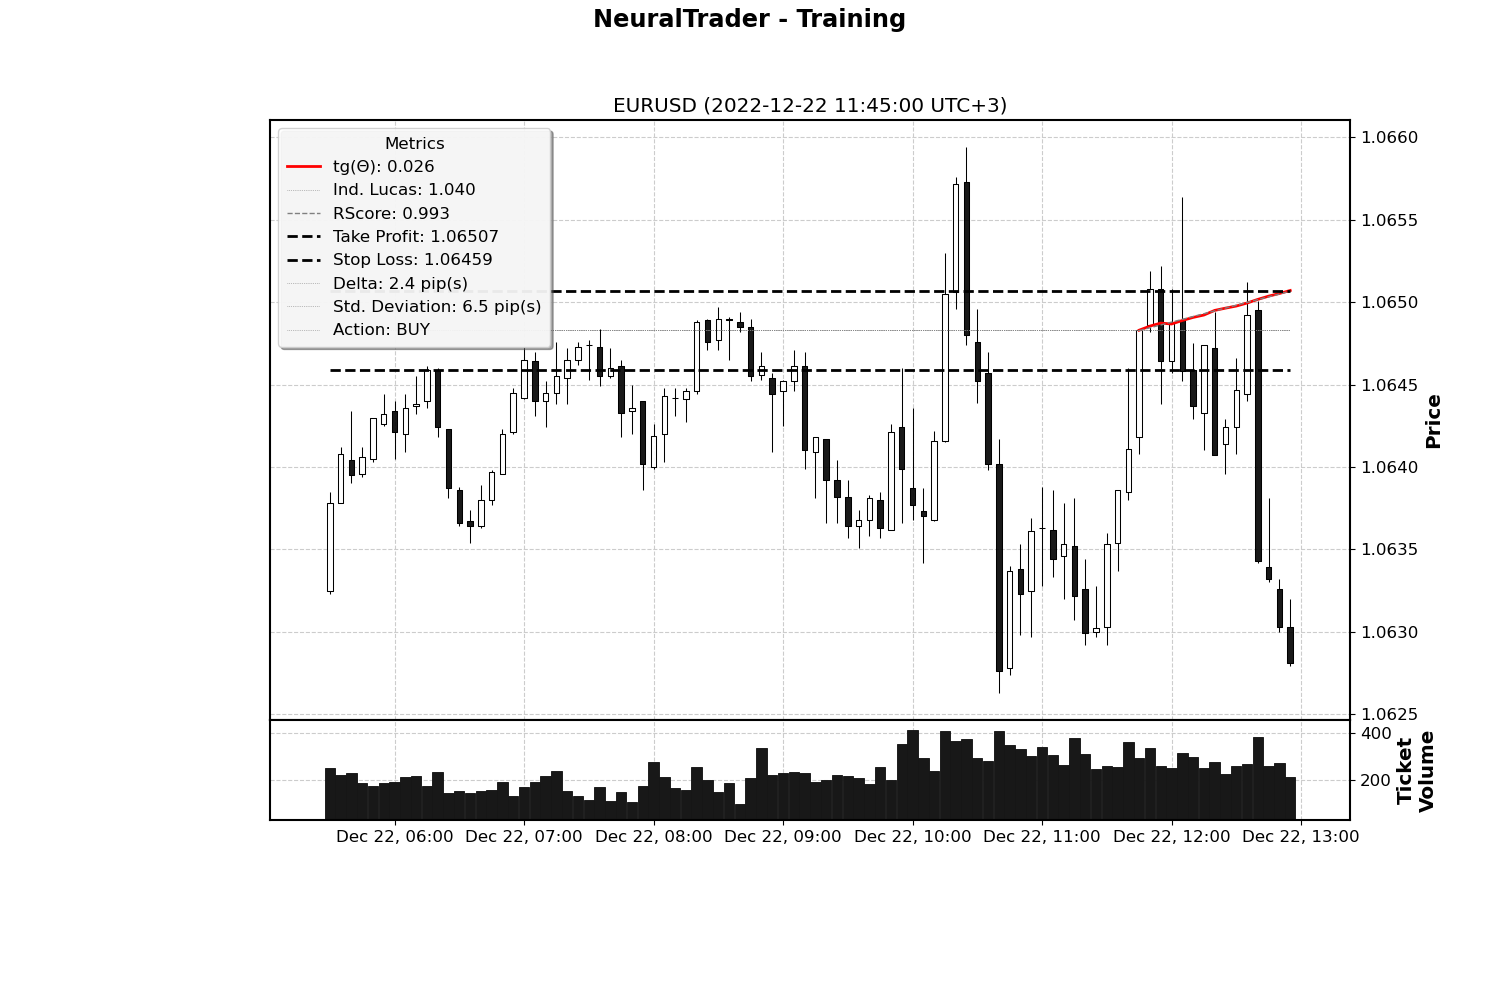 NeuralTrader - Training
EURUSD (2022-12-22 11:45:00 UTC+3)
Metrics
tg(Θ): 0.026
Ind. Lucas: 1.040
RScore: 0.993
Take Profit: 1.06507
Stop Loss: 1.06459
Delta: 2.4 pip(s)
Std. Deviation: 6.5 pip(s)
Action: BUY
1.0660
1.0655
1.0650
1.0645
1.0640
1.0635
1.0630
1.0625
Price
400
200
Ticket
Volume
Dec 22, 06:00
Dec 22, 07:00
Dec 22, 08:00
Dec 22, 09:00
Dec 22, 10:00
Dec 22, 11:00
Dec 22, 12:00
Dec 22, 13:00